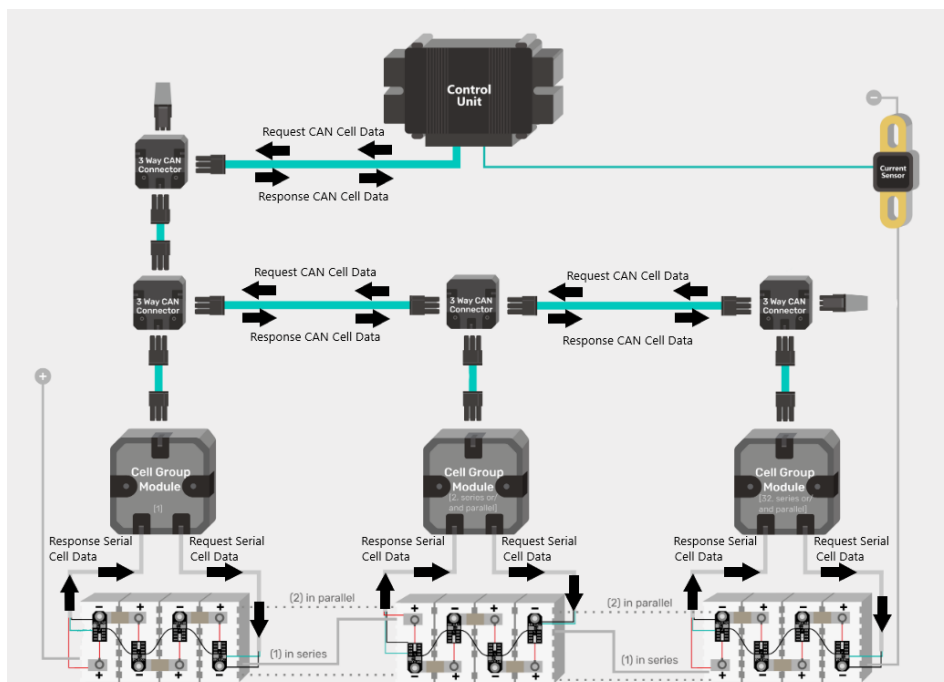 Control
Unit
Request CAN Cell Data
Response CAN Cell Data
3 Way CAN
Connector
Current
Sensor
Request CAN Cell Data
Response CAN Cell Data
Request CAN Cell Data
Response CAN Cell Data
3 Way CAN
Connector
3 Way CAN
Connector
3 Way CAN
Connector
Cell Group
Module
[1]
Cell Group
Module
[2. series or/
and parallel]
Cell Group
Module
[32. series or/
and parallel]
Response Serial
Cell Data
Request Serial
Cell Data
Response Serial
Cell Data
Request Serial
Cell Data
Response Serial
Cell Data
Request Serial
Cell Data
(2) in parallel
(1) in series
(2) in parallel
(1) in series